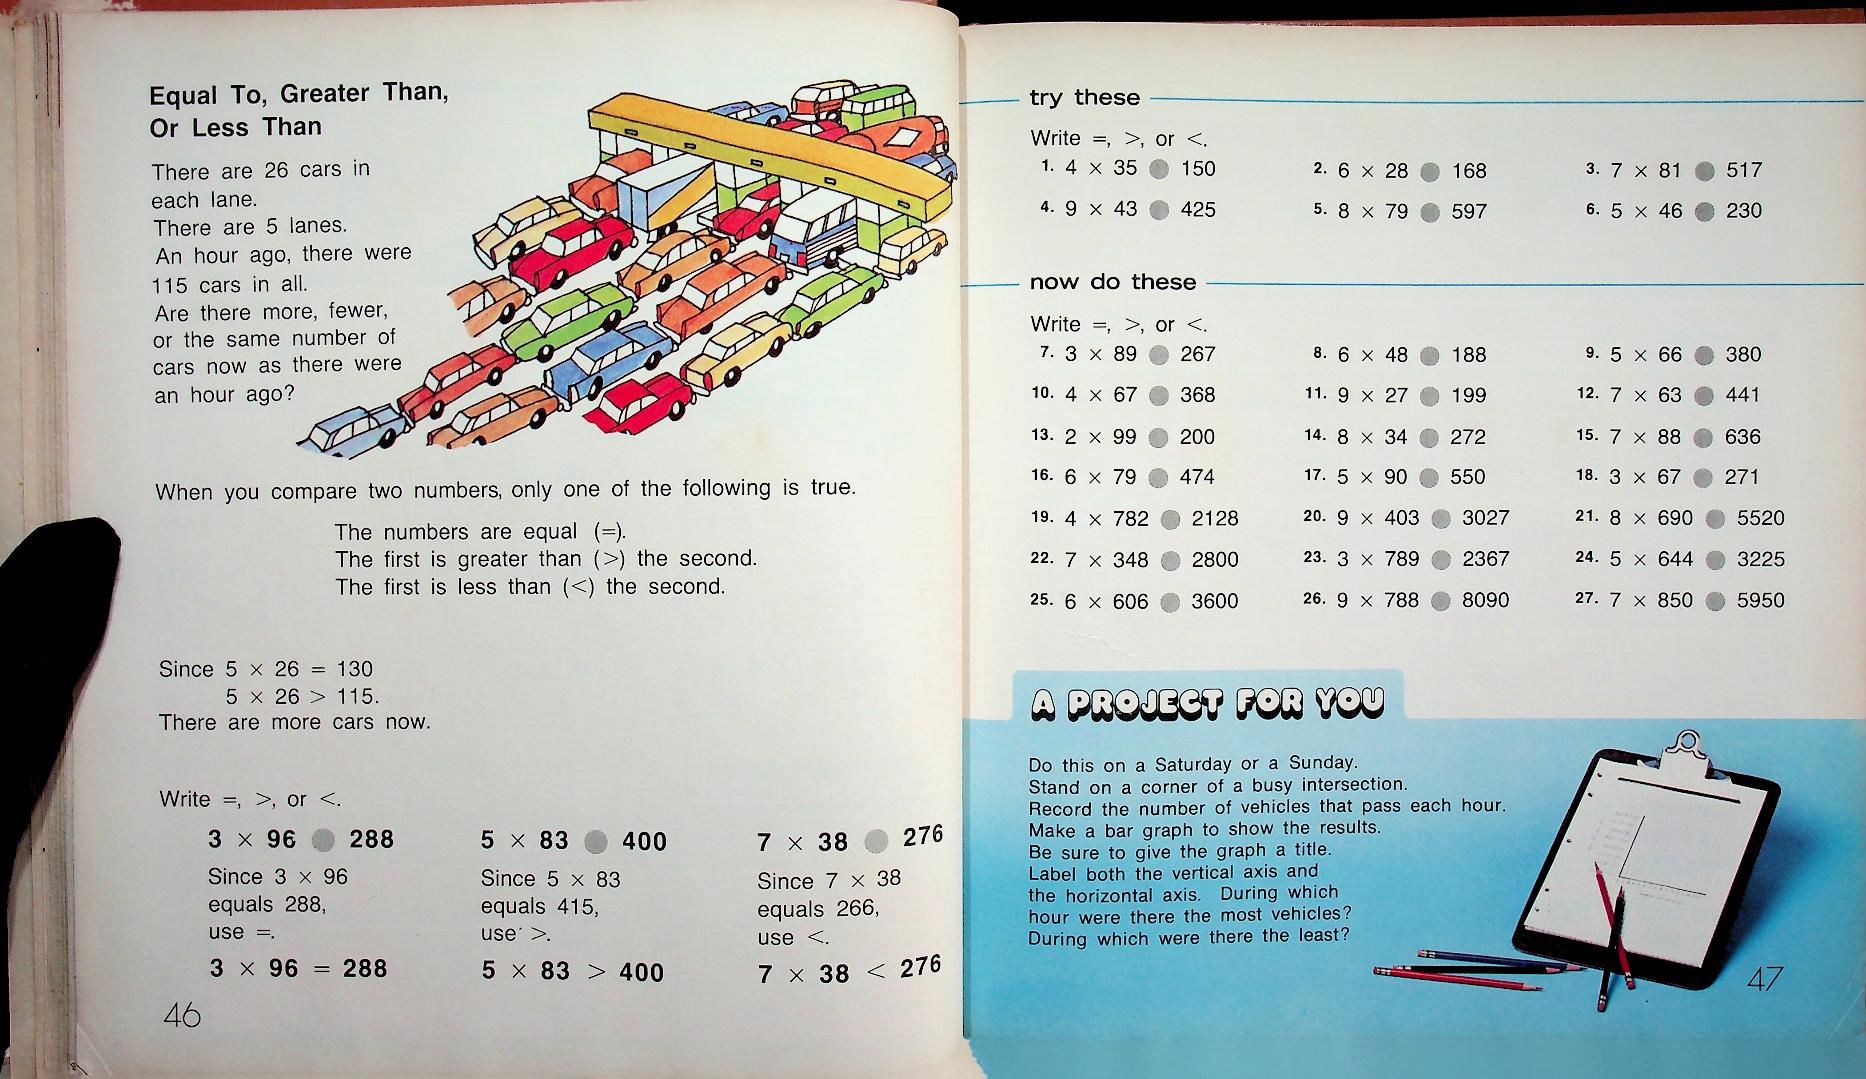 Equal To, Greater Than,
Or Less Than
There are 26 cars in
each lane.
There are 5 lanes.
An hour ago, there were
115 cars in all.
Are there more, fewer,
or the same number of
cars now as there were
an hour ago?
When you compare two numbers, only one of the following is true.
The numbers are equal (=).
The first is greater than (>) the second.
The first is less than (<) the second.
Since 5 × 26 = 130
5 × 26 > 115.
There are more cars now.
Write =, >, or <.
3 × 96 ● 288 5 × 83 ● 400 7 × 38 ● 276
Since 3 × 96 Since 5 × 83 Since 7 × 38
equals 288, equals 415, equals 266,
use =. use >. use <.
3 × 96 = 288 5 × 83 > 400 7 × 38 < 276
46
try these
Write =, >, or <.
1. 4 × 35 ● 150 2. 6 × 28 ● 168 3. 7 × 81 ● 517
4. 9 × 43 ● 425 5. 8 × 79 ● 597 6. 5 × 46 ● 230
now do these
Write =, >, or <.
7. 3 × 89 ● 267 8. 6 × 48 ● 188 9. 5 × 66 ● 380
10. 4 × 67 ● 368 11. 9 × 27 ● 199 12. 7 × 63 ● 441
13. 2 × 99 ● 200 14. 8 × 34 ● 272 15. 7 × 88 ● 636
16. 6 × 79 ● 474 17. 5 × 90 ● 550 18. 3 × 67 ● 271
19. 4 × 782 ● 2128 20. 9 × 403 ● 3027 21. 8 × 690 ● 5520
22. 7 × 348 ● 2800 23. 3 × 789 ● 2367 24. 5 × 644 ● 3225
25. 6 × 606 ● 3600 26. 9 × 788 ● 8090 27. 7 × 850 ● 5950
A PROJECT FOR YOU
Do this on a Saturday or a Sunday.
Stand on a corner of a busy intersection.
Record the number of vehicles that pass each hour.
Make a bar graph to show the results.
Be sure to give the graph a title.
Label both the vertical axis and
the horizontal axis. During which
hour were there the most vehicles?
During which were there the least?
47